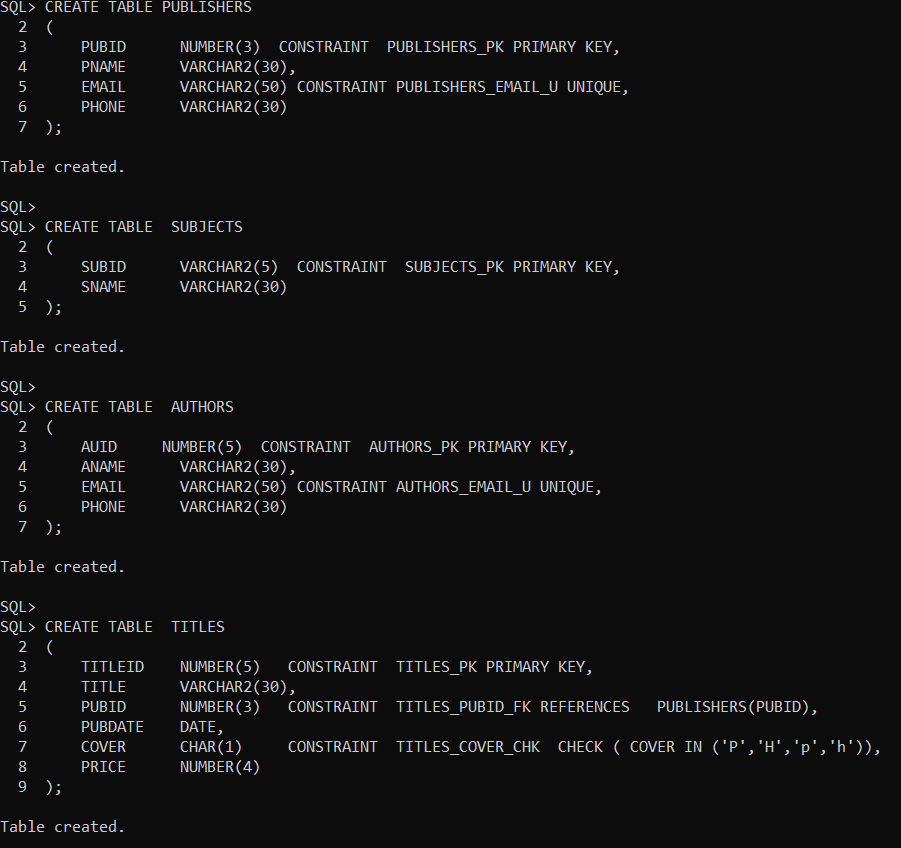 SQL> CREATE TABLE PUBLISHERS
  2  (
  3      PUBID      NUMBER(3)  CONSTRAINT  PUBLISHERS_PK PRIMARY KEY,
  4      PNAME      VARCHAR2(30),
  5      EMAIL      VARCHAR2(50) CONSTRAINT PUBLISHERS_EMAIL_U UNIQUE,
  6      PHONE      VARCHAR2(30)
  7  );
Table created.
SQL>
SQL> CREATE TABLE  SUBJECTS
  2  (
  3      SUBID      VARCHAR2(5)  CONSTRAINT  SUBJECTS_PK PRIMARY KEY,
  4      SNAME      VARCHAR2(30)
  5  );
Table created.
SQL>
SQL> CREATE TABLE  AUTHORS
  2  (
  3      AUID     NUMBER(5)  CONSTRAINT  AUTHORS_PK PRIMARY KEY,
  4      ANAME      VARCHAR2(30),
  5      EMAIL      VARCHAR2(50) CONSTRAINT AUTHORS_EMAIL_U UNIQUE,
  6      PHONE      VARCHAR2(30)
  7  );
Table created.
SQL>
SQL> CREATE TABLE  TITLES
  2  (
  3      TITLEID    NUMBER(5)   CONSTRAINT  TITLES_PK PRIMARY KEY,
  4      TITLE      VARCHAR2(30),
  5      PUBID      NUMBER(3)   CONSTRAINT  TITLES_PUBID_FK REFERENCES   PUBLISHERS(PUBID),
  6      PUBDATE    DATE,
  7      COVER      CHAR(1)     CONSTRAINT  TITLES_COVER_CHK  CHECK ( COVER IN ('P','H','p','h')),
  8      PRICE      NUMBER(4)
  9  );
Table created.